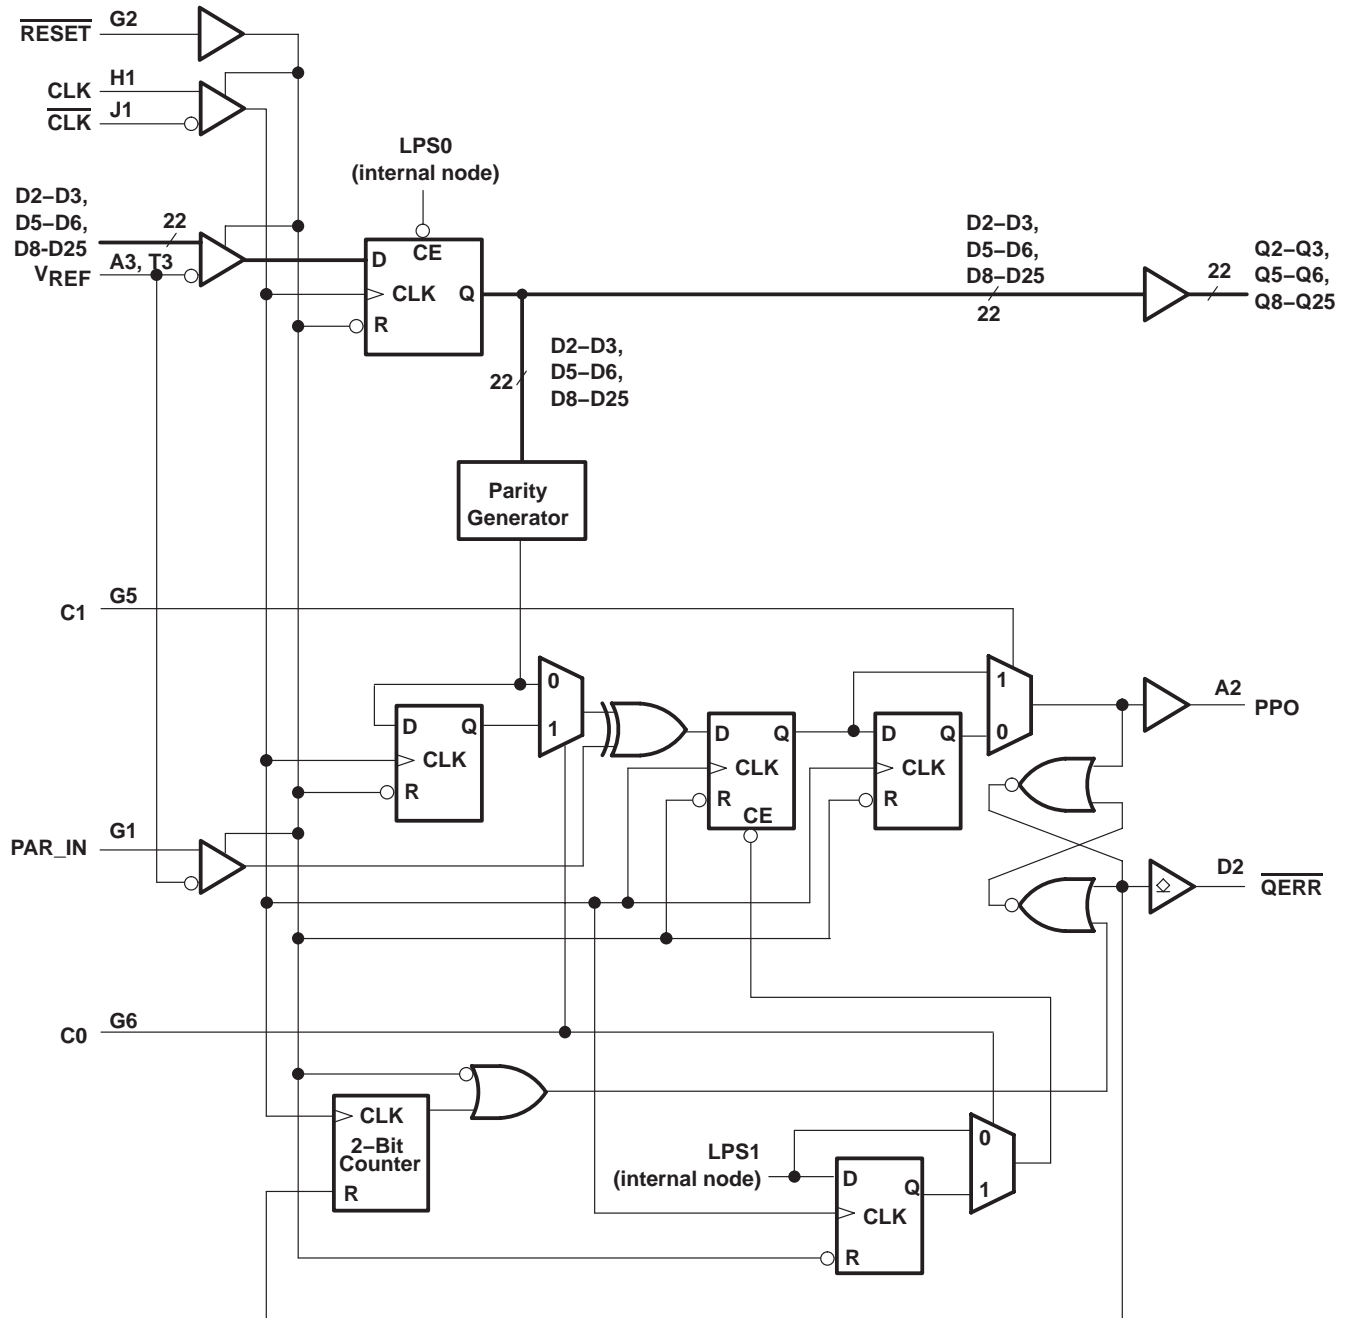 RESET G2
CLK H1
CLK J1
LPS0
(internal node)
D2–D3,
D5–D6,
D8-D25
22
VREF A3, T3
D CE
CLK Q
R
D2–D3,
D5–D6,
D8–D25
22
22
Q2–Q3,
Q5–Q6,
Q8–Q25
D2–D3,
D5–D6,
D8–D25
22
Parity
Generator
C1 G5
0
1
D Q
CLK
R
D Q
CLK
R
CE
D Q
CLK
R
1
0
A2 PPO
PAR_IN G1
D2 QERR
C0 G6
CLK
2–Bit
Counter
R
LPS1
(internal node)
D Q
CLK
R
0
1